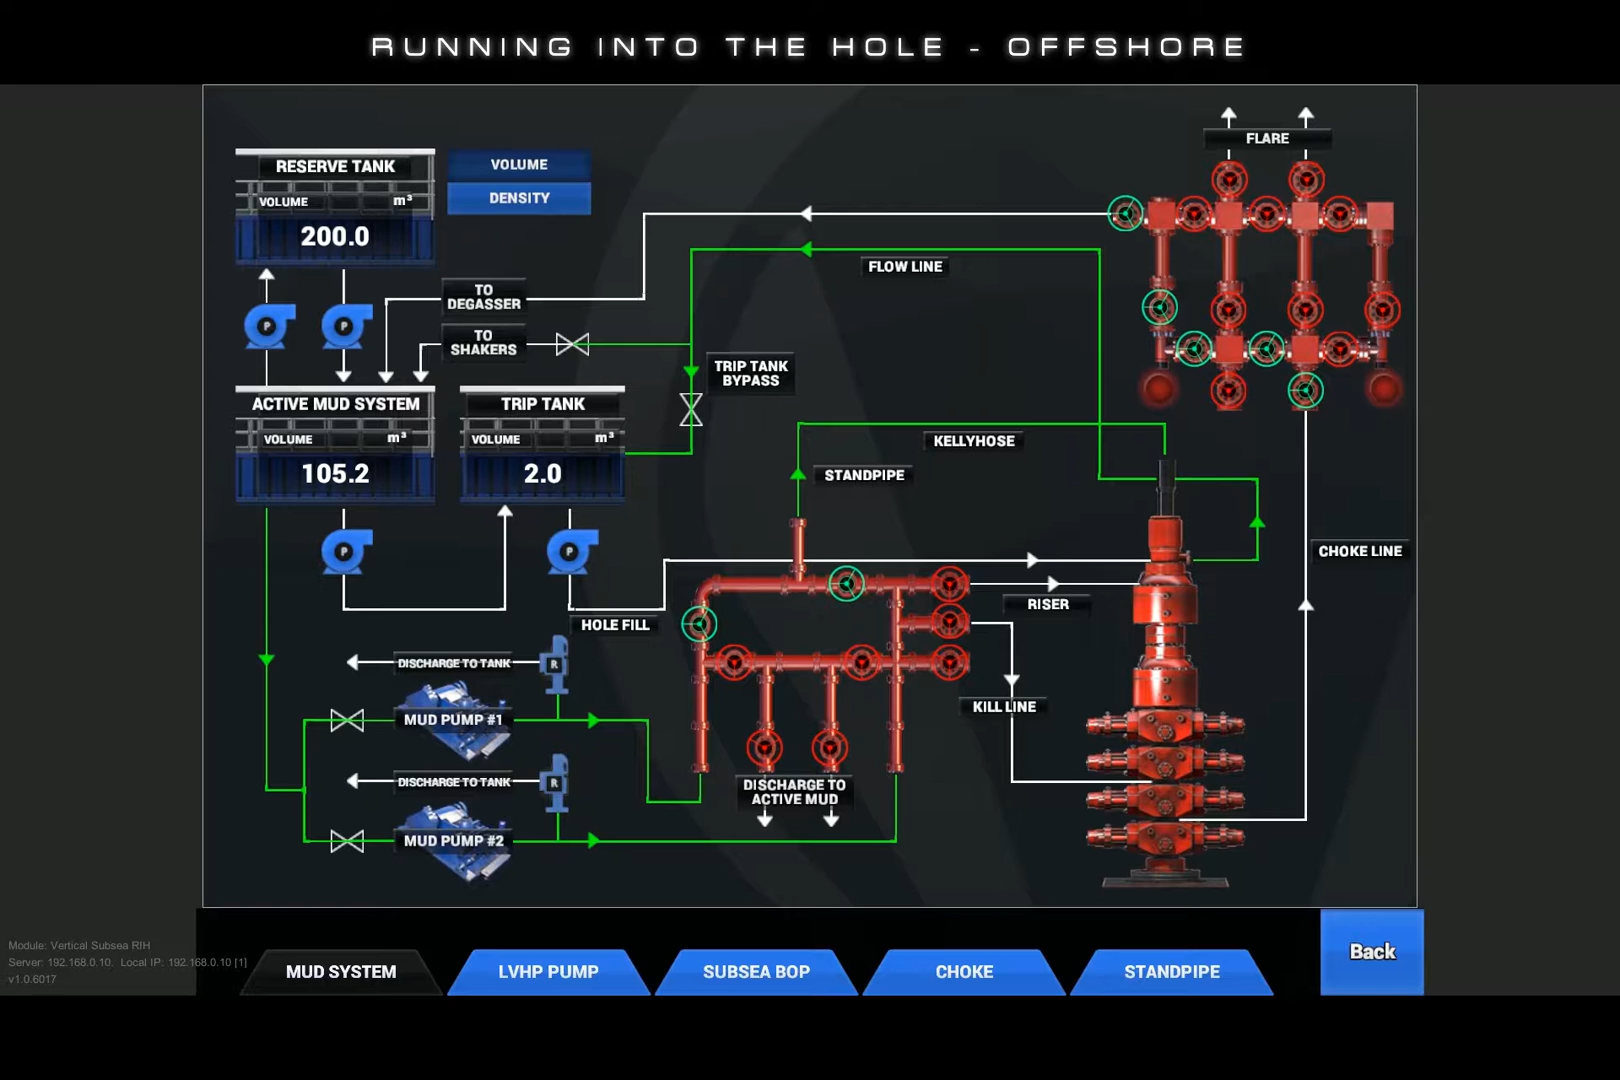 RUNNING INTO THE HOLE - OFFSHORE
RESERVE TANK
VOLUME m³
200.0
VOLUME
DENSITY
FLARE
FLOW LINE
TO
DEGASSER
TO
SHAKERS
P
P
TRIP TANK
BYPASS
ACTIVE MUD SYSTEM
VOLUME m³
105.2
TRIP TANK
VOLUME m³
2.0
KELLYHOSE
STANDPIPE
P
P
CHOKE LINE
RISER
HOLE FILL
DISCHARGE TO TANK
R
MUD PUMP #1
KILL LINE
DISCHARGE TO TANK
R
DISCHARGE TO
ACTIVE MUD
MUD PUMP #2
Module: Vertical Subsea RIH
Server: 192.168.0.10. Local IP: 192.168.0.10 [1]
v1.0.6017
MUD SYSTEM
LVHP PUMP
SUBSEA BOP
CHOKE
STANDPIPE
Back